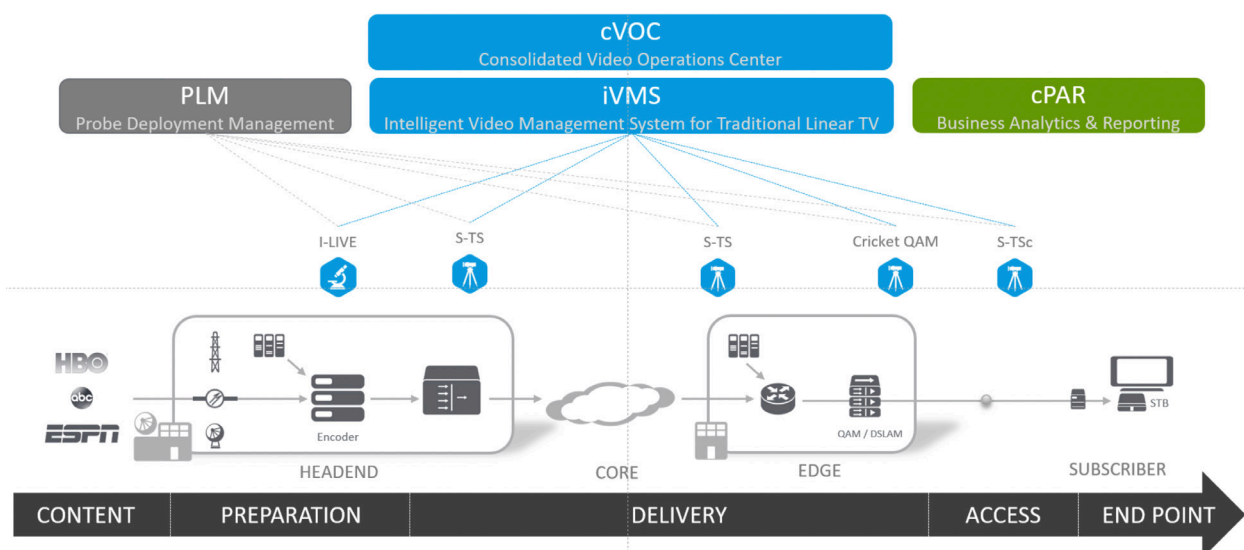 cVOC
Consolidated Video Operations Center
PLM
Probe Deployment Management
iVMS
Intelligent Video Management System for Traditional Linear TV
cPAR
Business Analytics & Reporting
I-LIVE
S-TS
S-TS
Cricket QAM
S-TSc
HBO
abc
ESPN
Encoder
QAM / DSLAM
STB
HEADEND
CORE
EDGE
SUBSCRIBER
CONTENT
PREPARATION
DELIVERY
ACCESS
END POINT